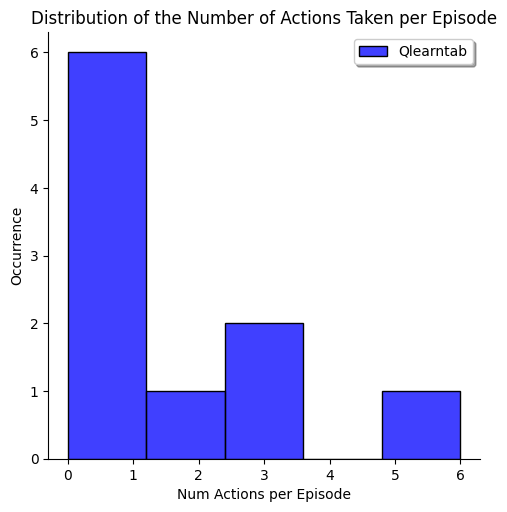 Distribution of the Number of Actions Taken per Episode
Qlearntab
6
5
4
3
2
1
0
Occurrence
0 1 2 3 4 5 6
Num Actions per Episode